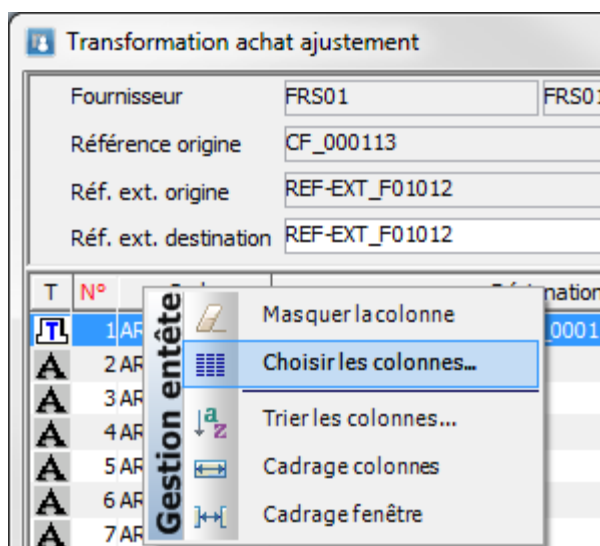 Transformation achat ajustement
Fournisseur FRS01 FRS01
Référence origine CF_000113
Réf. ext. origine REF-EXT_F01012
Réf. ext. destination REF-EXT_F01012
T N°
Gestion entête
Masquer la colonne
Choisir les colonnes...
Trier les colonnes...
Cadrage colonnes
Cadrage fenêtre
T 1 AR
A 2 AR
A 3 AR
A 4 AR
A 5 AR
A 6 AR
A 7 AR